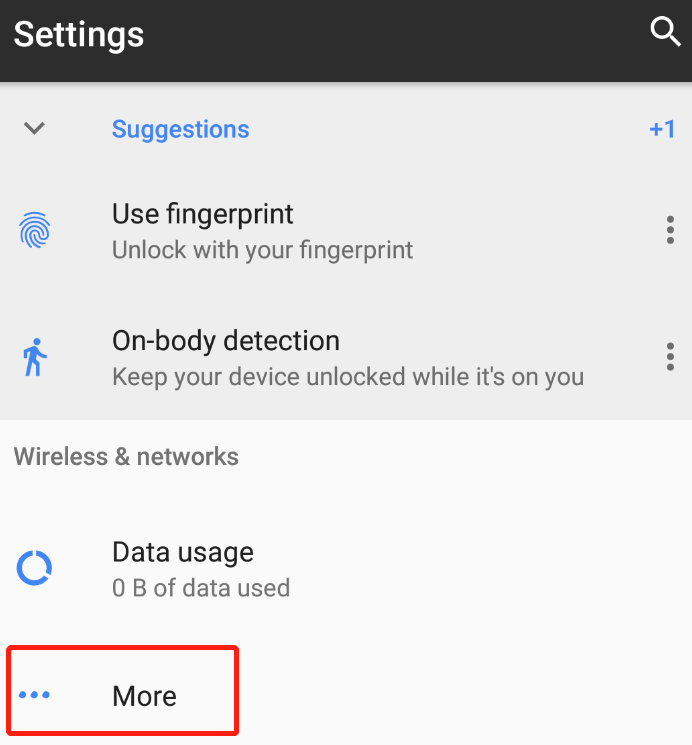 Settings
Suggestions
+1
Use fingerprint
Unlock with your fingerprint
On-body detection
Keep your device unlocked while it's on you
Wireless & networks
Data usage
0 B of data used
More